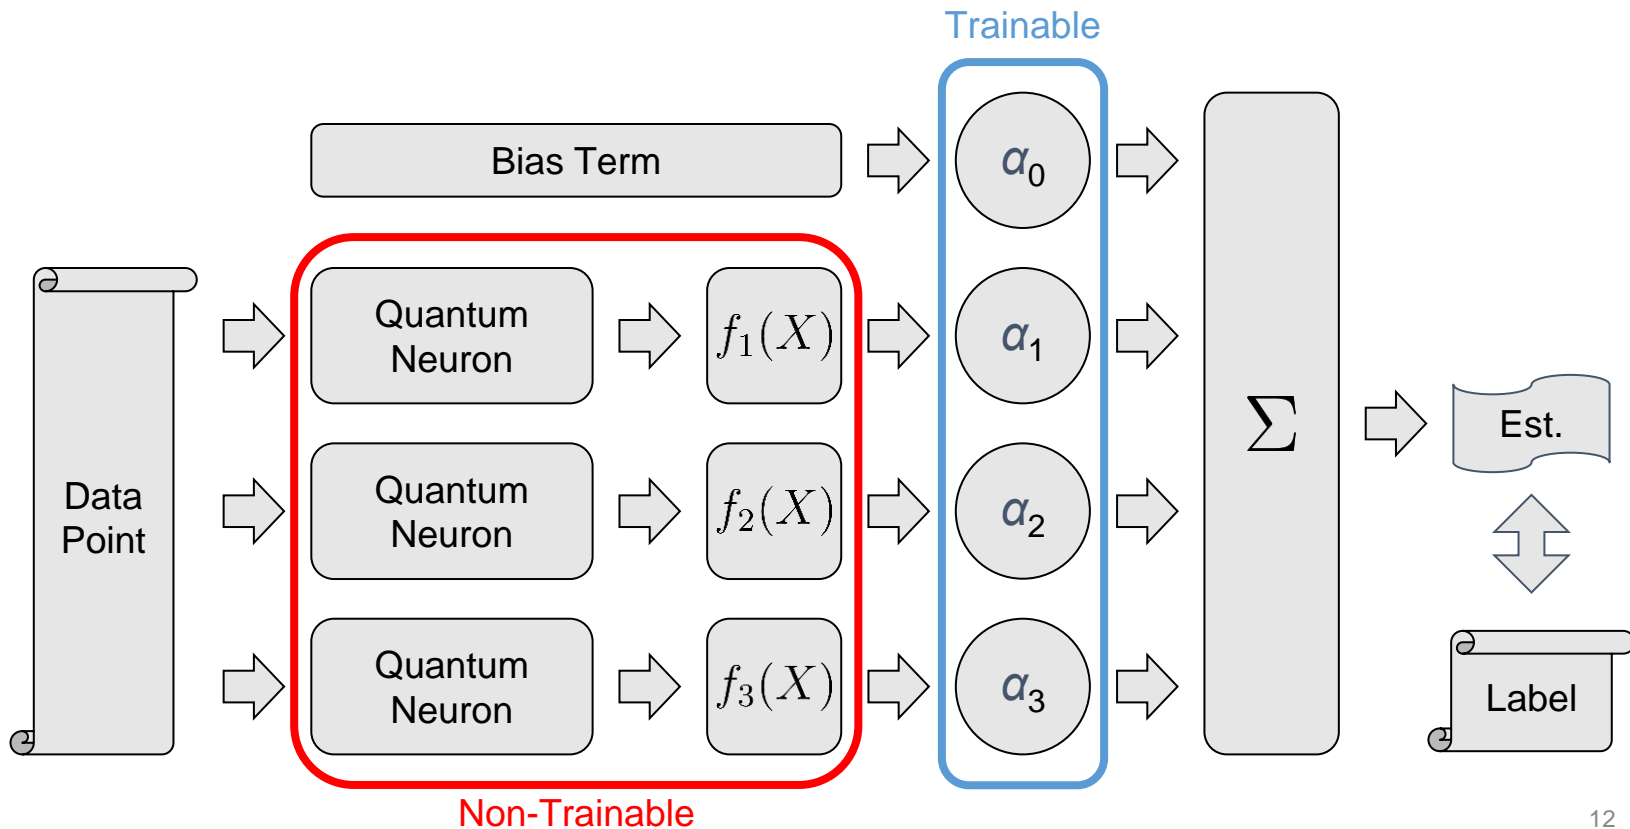 Trainable
Bias Term
α₀
Quantum
Neuron
f₁(X)
α₁
Quantum
Neuron
f₂(X)
α₂
Quantum
Neuron
f₃(X)
α₃
Data
Point
Σ
Est.
Label
Non-Trainable
12